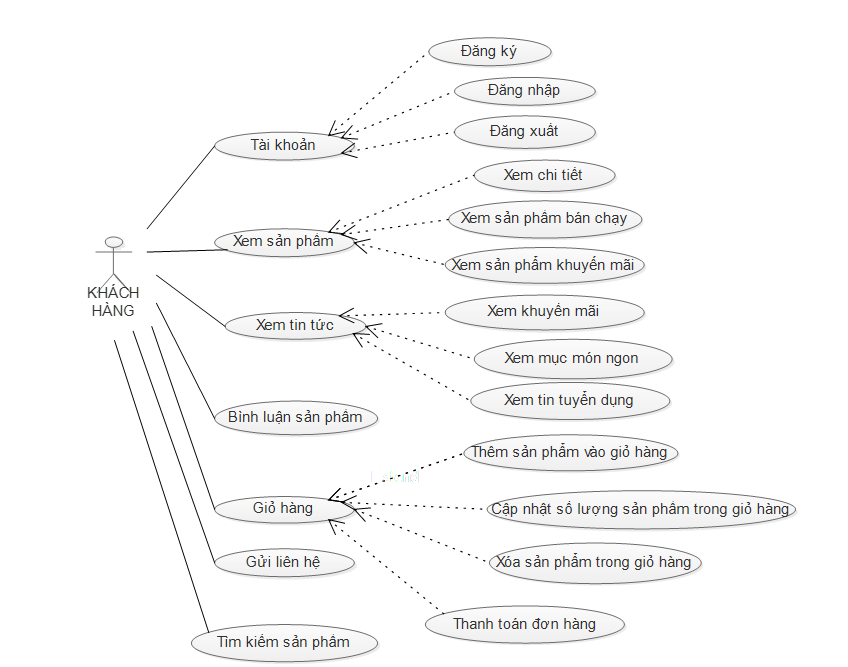 Đăng ký
Đăng nhập
Đăng xuất
Tài khoản
Xem chi tiết
Xem sản phẩm bán chạy
Xem sản phẩm
Xem sản phẩm khuyến mãi
KHÁCH
HÀNG
Xem khuyến mãi
Xem tin tức
Xem mục món ngon
Xem tin tuyển dụng
Bình luận sản phẩm
Thêm sản phẩm vào giỏ hàng
Giỏ hàng
Cập nhật số lượng sản phẩm trong giỏ hàng
Gửi liên hệ
Xóa sản phẩm trong giỏ hàng
Thanh toán đơn hàng
Tìm kiếm sản phẩm